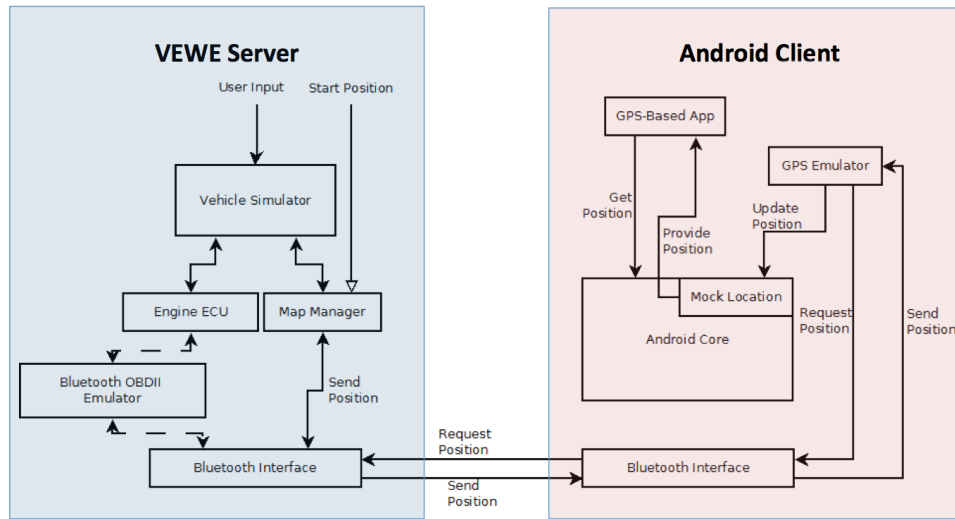 VEWE Server
User Input
Start Position
Vehicle Simulator
Engine ECU
Map Manager
Bluetooth OBDII
Emulator
Send
Position
Bluetooth Interface
Request
Position
Send
Position
Android Client
GPS-Based App
GPS Emulator
Get
Position
Provide
Position
Update
Position
Mock Location
Android Core
Request
Position
Send
Position
Bluetooth Interface